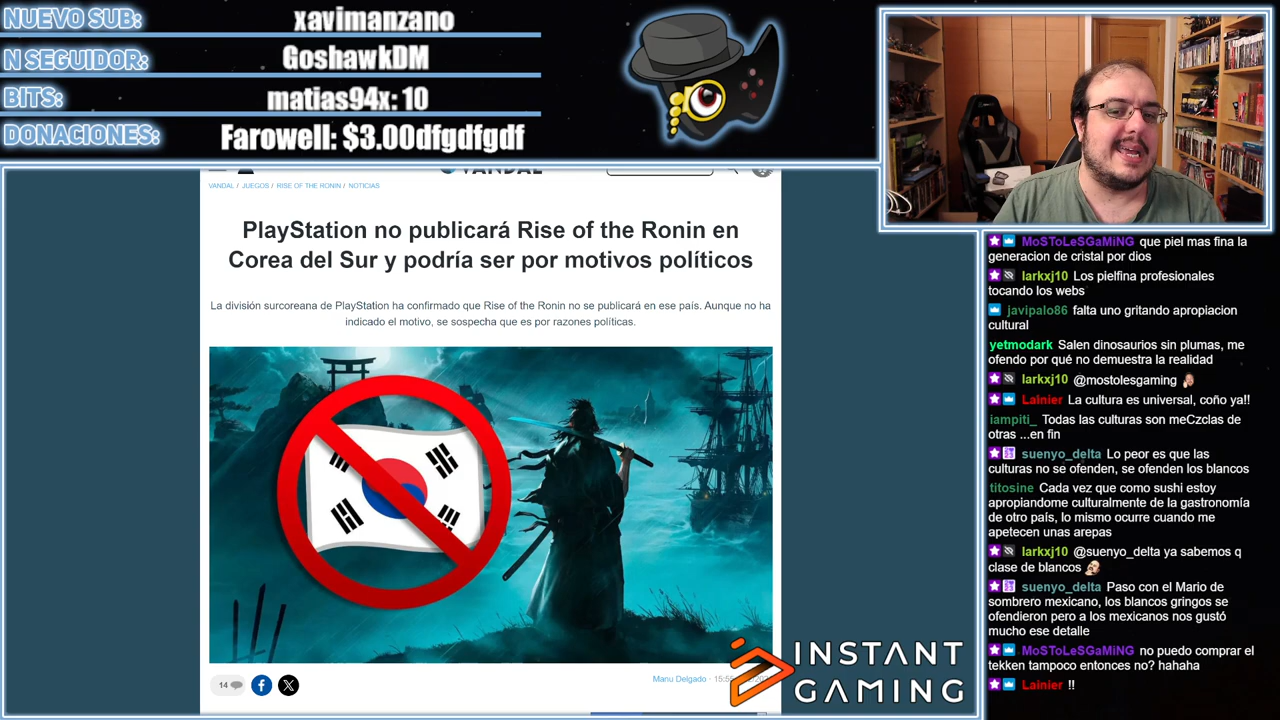 NUEVO SUB:
xavimanzano
N SEGUIDOR:
GoshawkDM
BITS:
matias94x: 10
DONACIONES:
Farowell: $3.00dfgdfgdf
VANDAL
VANDAL / JUEGOS / RISE OF THE RONIN / NOTICIAS
PlayStation no publicará Rise of the Ronin en
Corea del Sur y podría ser por motivos políticos
La división surcoreana de PlayStation ha confirmado que Rise of the Ronin no se publicará en ese país. Aunque no ha
indicado el motivo, se sospecha que es por razones políticas.
14
Manu Delgado
INSTANT
GAMING
MoSToLeSGaMiNG que piel mas fina la
generacion de cristal por dios
larkxj10 Los pielfina profesionales
tocando los webs
javipalo86 falta uno gritando apropiacion
cultural
yetmodark Salen dinosaurios sin plumas, me
ofendo por qué no demuestra la realidad
larkxj10 @mostolesgaming
Lainier La cultura es universal, coño ya!!
iampiti_ Todas las culturas son meCzclas de
otras ...en fin
suenyo_delta Lo peor es que las
culturas no se ofenden, se ofenden los blancos
titosine Cada vez que como sushi estoy
apropiandome culturalmente de la gastronomía
de otro país, lo mismo ocurre cuando me
apetecen unas arepas
larkxj10 @suenyo_delta ya sabemos q
clase de blancos
suenyo_delta Paso con el Mario de
sombrero mexicano, los blancos gringos se
ofendieron pero a los mexicanos nos gustó
mucho ese detalle
MoSToLeSGaMiNG no puedo comprar el
tekken tampoco entonces no? hahaha
Lainier !!